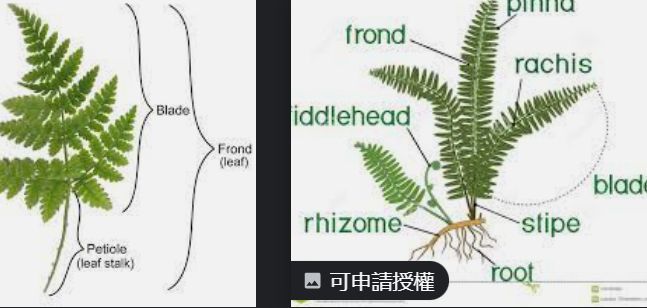 Blade
Frond
(leaf)
Petiole
(leaf stalk)
pinna
frond
rachis
iddlehead
blade
rhizome
stipe
root
可申請授權